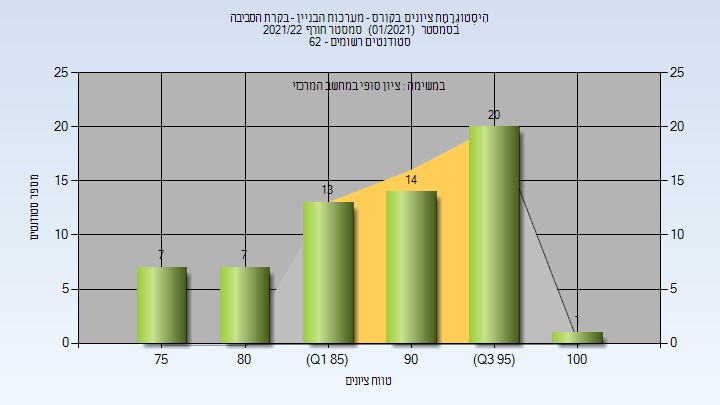 היסטוגרמת ציונים בקורס - מערכות הבניין - בקרת הסביבה
בסמסטר (01/2021) סמסטר חורף 2021/22
סטודנטים רשומים - 62
במשימה : ציון סופי במחשב המרכזי
מספר סטודנטים
25
20
15
10
5
0
25
20
15
10
5
0
7
7
13
14
20
1
75
80
(Q1 85)
90
(Q3 95)
100
טווח ציונים